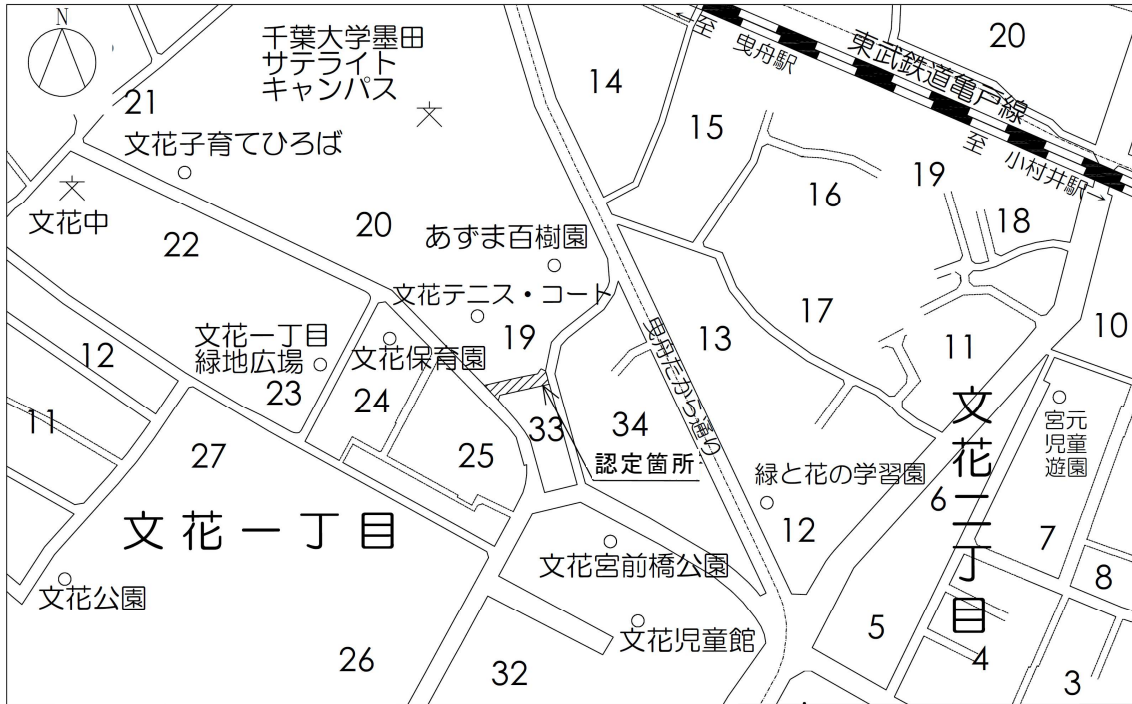 N
千葉大学墨田
サテライト
キャンパス
文
21
文花子育てひろば
文
文花中
22
20
14
至 曳舟駅
東武鉄道亀戸線
20
15
至 小村井駅
16
19
18
あずま百樹園
文花テニス・コート
19
文花一丁目
緑地広場
文花保育園
12
23
24
曳舟たから通り
13
17
11
10
11
27
25
33
34
認定箇所
緑と花の学習園
12
宮元
児童
遊園
文花二丁目
6
7
8
文花一丁目
文花宮前橋公園
文花公園
文花児童館
26
32
5
4
3